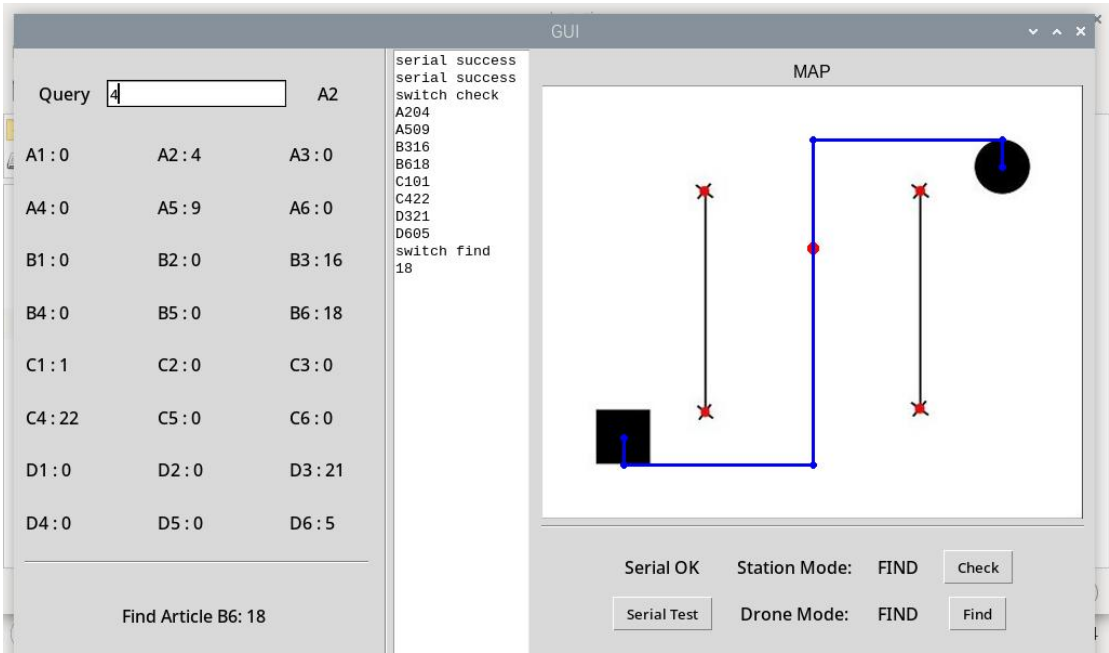 GUI
Query 4 A2
A1 : 0 A2 : 4 A3 : 0
A4 : 0 A5 : 9 A6 : 0
B1 : 0 B2 : 0 B3 : 16
B4 : 0 B5 : 0 B6 : 18
C1 : 1 C2 : 0 C3 : 0
C4 : 22 C5 : 0 C6 : 0
D1 : 0 D2 : 0 D3 : 21
D4 : 0 D5 : 0 D6 : 5
Find Article B6: 18
serial success
serial success
switch check
A204
A509
B316
B618
C101
C422
D321
D605
switch find
18
MAP
Serial OK Station Mode: FIND Check
Serial Test Drone Mode: FIND Find